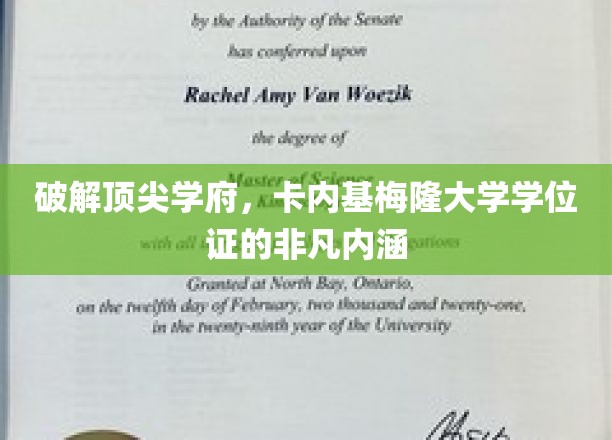 by the Authority of the Senate
has conferred upon
Rachel Amy Van Woezik
the degree of
Master of Science
破解顶尖学府，卡内基梅隆大学学位
证的非凡内涵
with all
Granted at North Bay, Ontario,
on the twelfth day of February, two thousand and twenty-one,
in the twenty-ninth year of the University